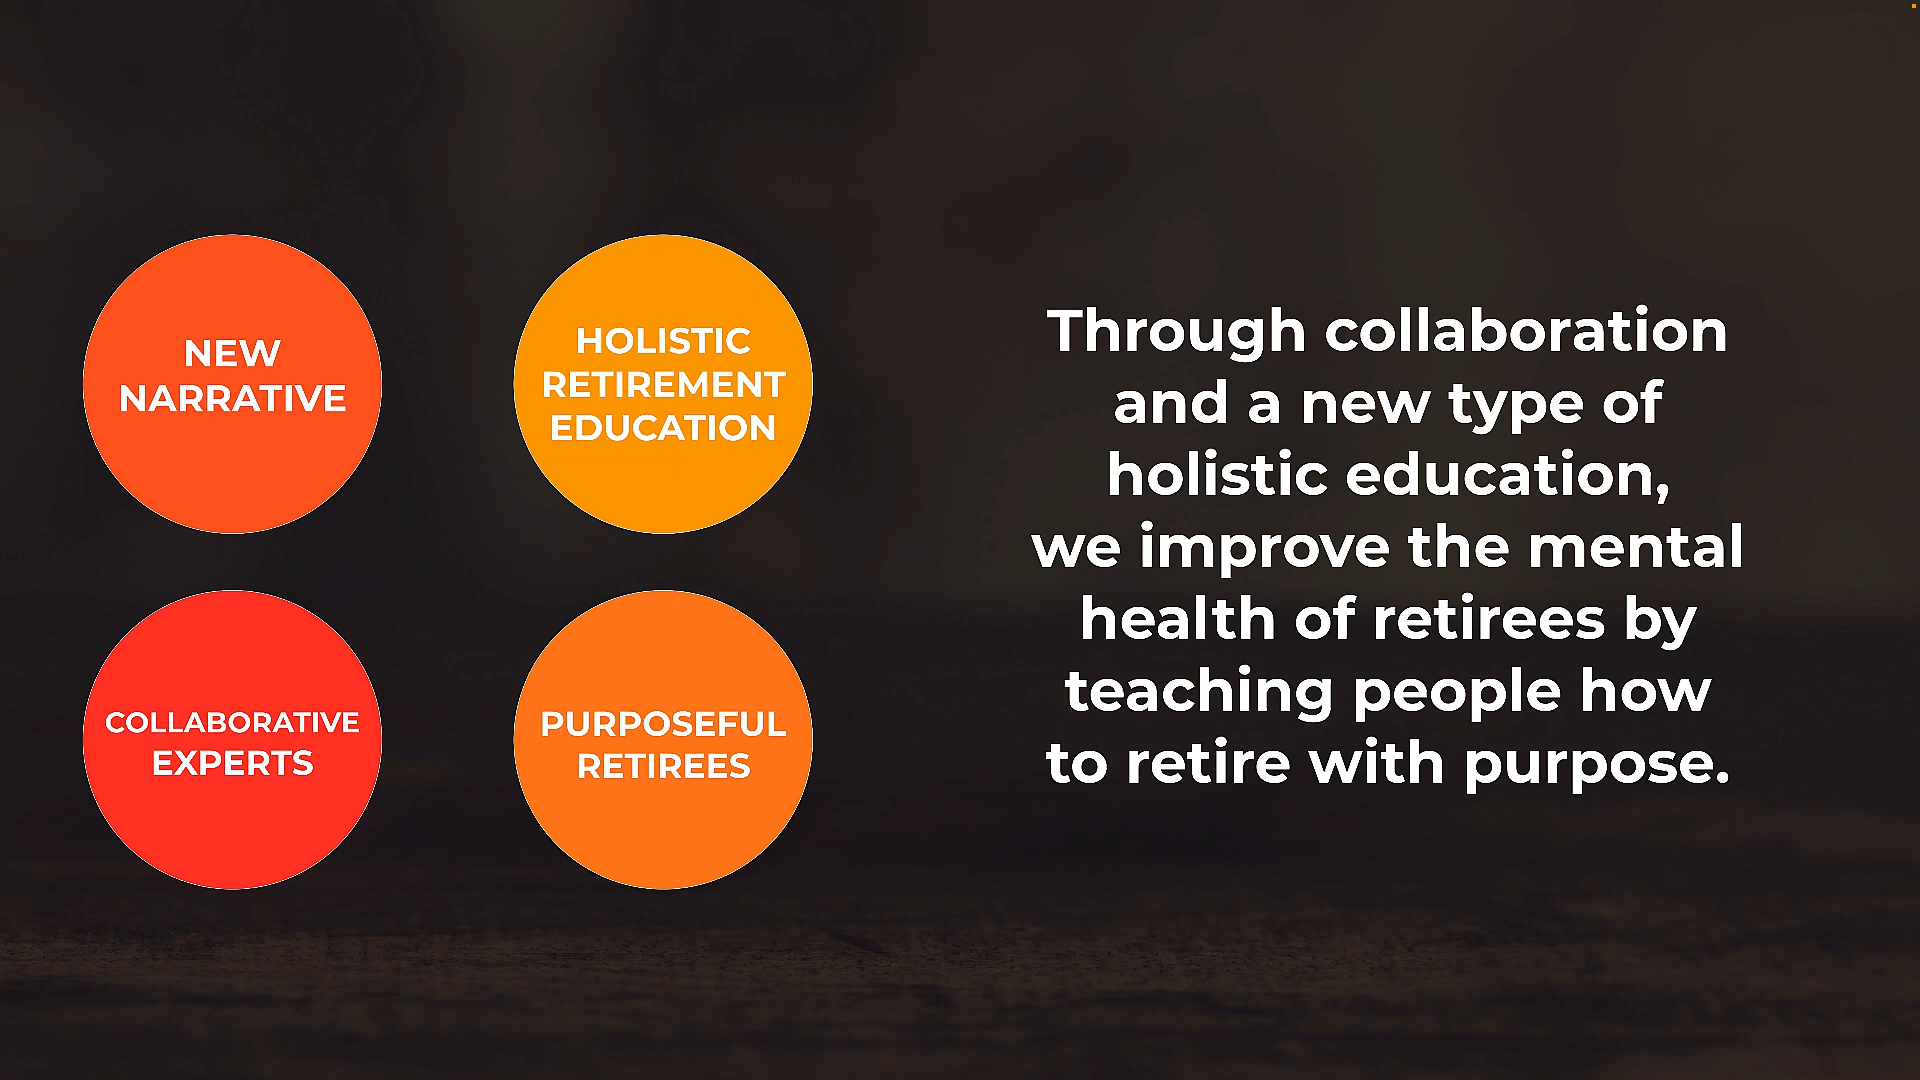 NEW
NARRATIVE
HOLISTIC
RETIREMENT
EDUCATION
COLLABORATIVE
EXPERTS
PURPOSEFUL
RETIREES
Through collaboration
and a new type of
holistic education,
we improve the mental
health of retirees by
teaching people how
to retire with purpose.